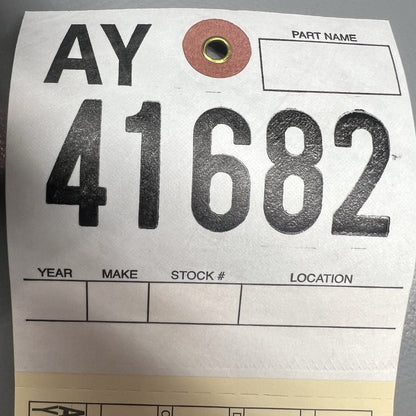 AY
PART NAME
41682
YEAR MAKE STOCK # LOCATION